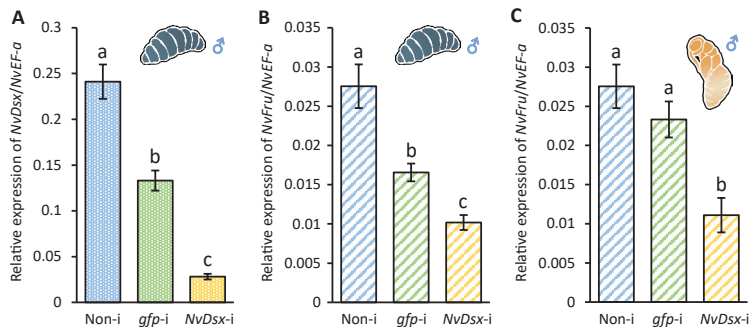 A
Relative expression of NvDsx/NvEF-a
0.3
0.25
0.2
0.15
0.1
0.05
0
a
b
c
♂
Non-i gfp-i NvDsx-i
B
Relative expression of NvFru/NvEF-a
0.035
0.03
0.025
0.02
0.015
0.01
0.005
0
a
b
c
♂
Non-i gfp-i NvDsx-i
C
Relative expression of NvFru/NvEF-a
0.035
0.03
0.025
0.02
0.015
0.01
0.005
0
a
a
b
♂
Non-i gfp-i NvDsx-i